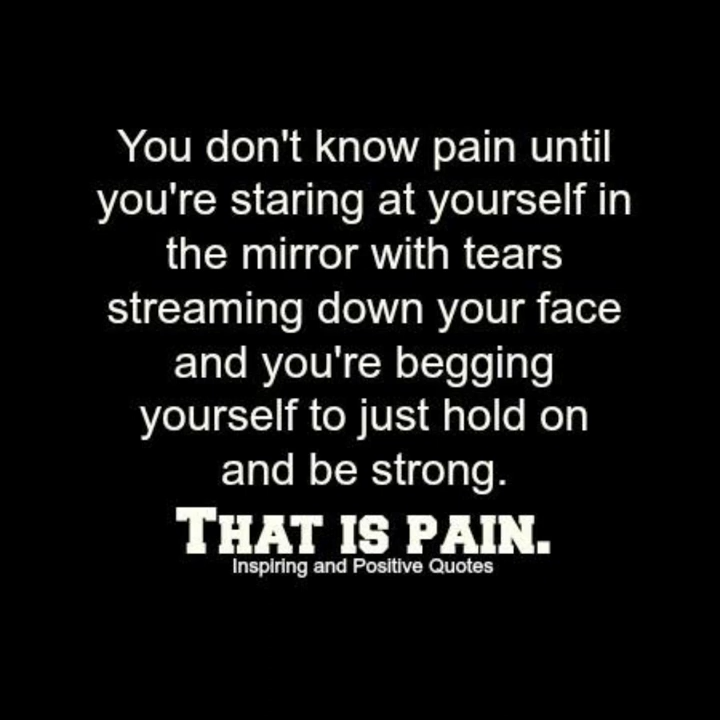 You don't know pain until
you're staring at yourself in
the mirror with tears
streaming down your face
and you're begging
yourself to just hold on
and be strong.
THAT IS PAIN.
Inspiring and Positive Quotes